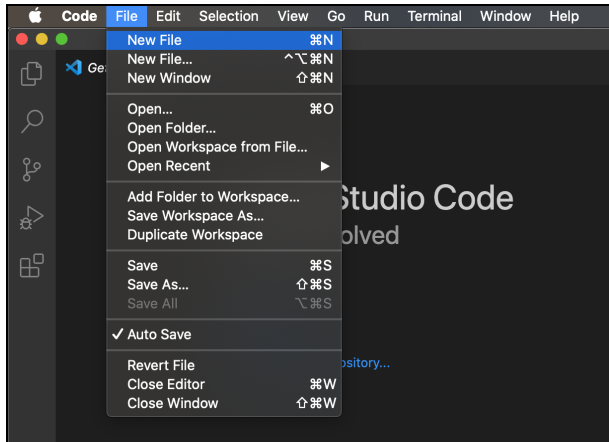 Code File Edit Selection View Go Run Terminal Window Help
Ge
New File ⌘N
New File... ^⌥⌘N
New Window ⇧⌘N
Open... ⌘O
Open Folder...
Open Workspace from File...
Open Recent ▶
Add Folder to Workspace...
Save Workspace As...
Duplicate Workspace
Studio Code
olved
Save ⌘S
Save As... ⇧⌘S
Save All ⌥⌘S
✓ Auto Save
Revert File
ository...
Close Editor ⌘W
Close Window ⇧⌘W